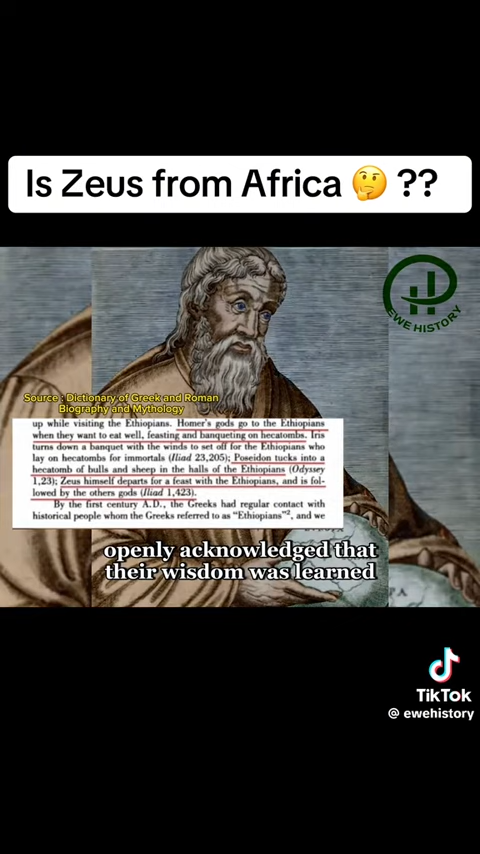 Is Zeus from Africa 🤔 ??
EWE HISTORY
Source : Dictionary of Greek and Roman
Biography and Mythology
up while visiting the Ethiopians. Homer's gods go to the Ethiopians
when they want to eat well, feasting and banqueting on hecatombs. Iris
turns down a banquet with the winds to set off for the Ethiopians who
lay on hecatombs for immortals (Iliad 23,205); Poseidon tucks into a
hecatomb of bulls and sheep in the halls of the Ethiopians (Odyssey
1,23); Zeus himself departs for a feast with the Ethiopians, and is fol-
lowed by the others gods (Iliad 1,423).
By the first century A.D., the Greeks had regular contact with
historical people whom the Greeks referred to as "Ethiopians"2, and we
openly acknowledged that
their wisdom was learned
TikTok
@ ewehistory